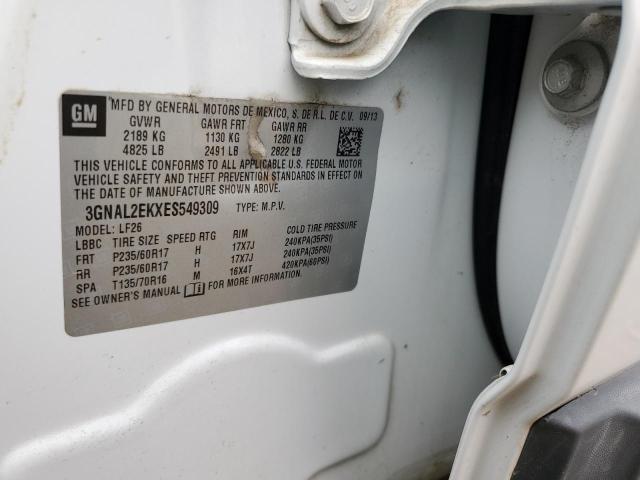 GM
MFD BY GENERAL MOTORS DE MEXICO, S. DE R.L. DE C.V. 09/13
GVWR GAWR FRT GAWR RR
2189 KG 1130 KG 1280 KG
4825 LB 2491 LB 2822 LB
THIS VEHICLE CONFORMS TO ALL APPLICABLE U.S. FEDERAL MOTOR
VEHICLE SAFETY AND THEFT PREVENTION STANDARDS IN EFFECT ON
THE DATE OF MANUFACTURE SHOWN ABOVE.
3GNAL2EKXES549309 TYPE: M.P.V.
MODEL: LF26
LBBC TIRE SIZE SPEED RTG RIM COLD TIRE PRESSURE
FRT P235/60R17 H 17X7J 240KPA(35PSI)
RR P235/60R17 H 17X7J 240KPA(35PSI)
SPA T135/70R16 M 16X4T 420KPA(60PSI)
SEE OWNER'S MANUAL FOR MORE INFORMATION.